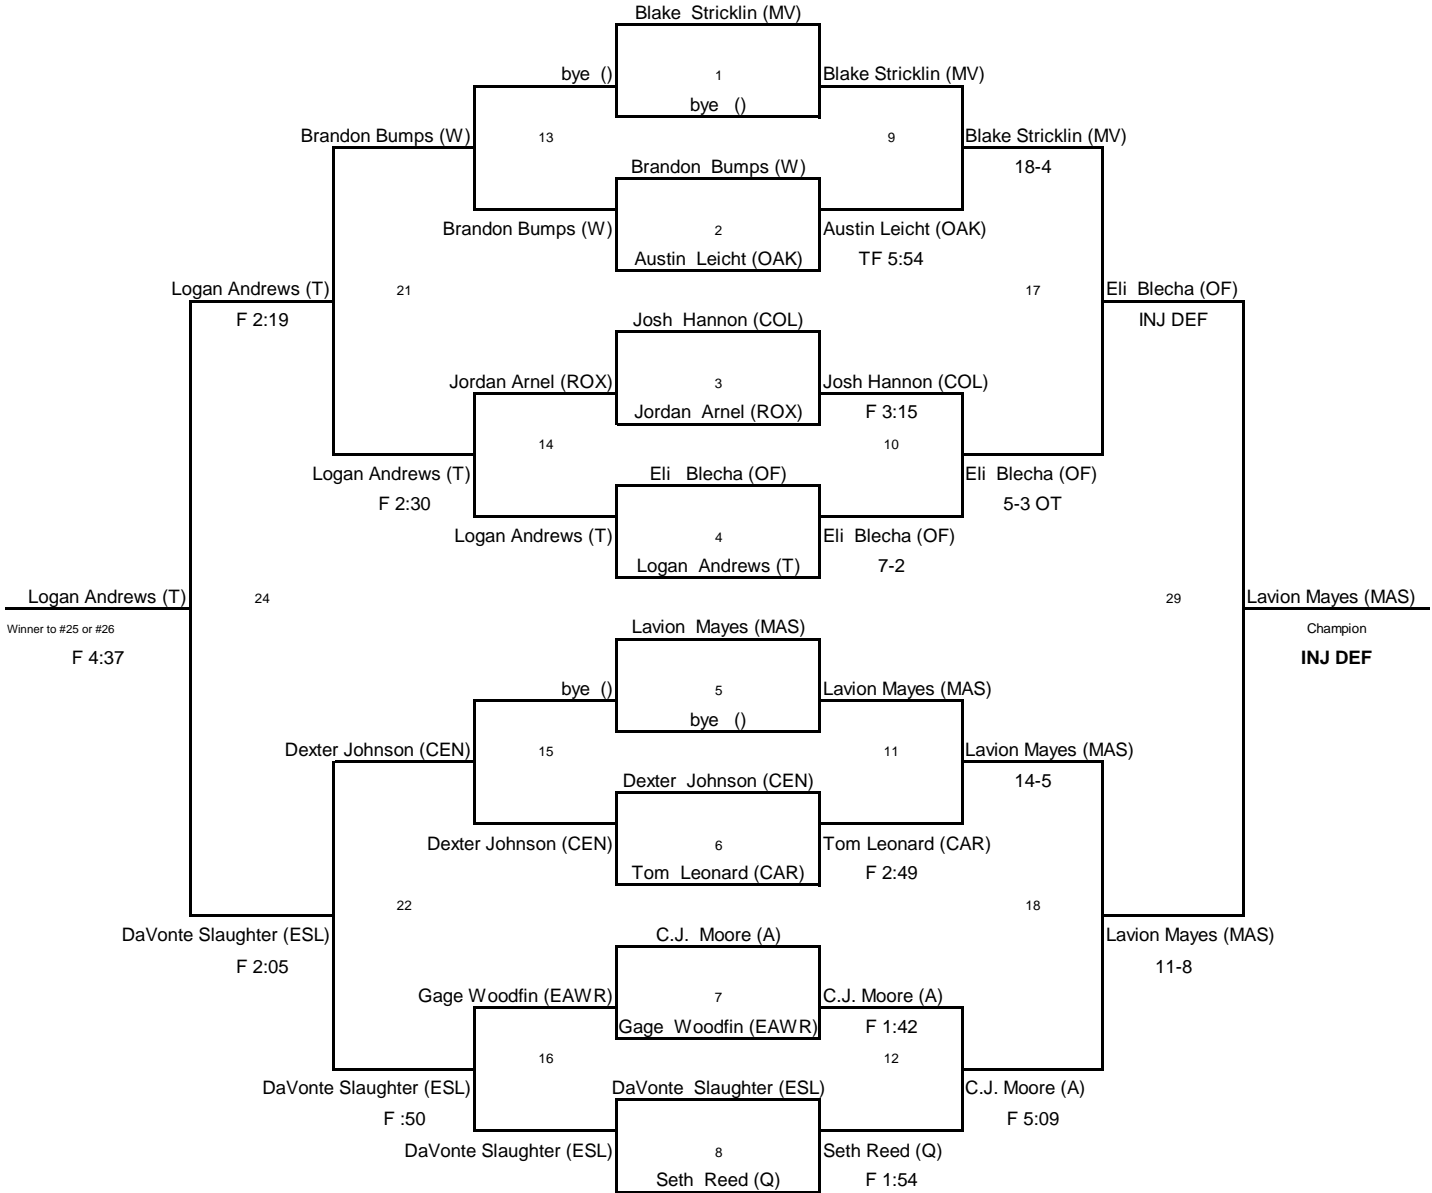 Blake Stricklin (MV)
bye ()
1
Blake Stricklin (MV)
bye ()
Brandon Bumps (W)
13
9
Blake Stricklin (MV)
Brandon Bumps (W)
18-4
Brandon Bumps (W)
2
Austin Leicht (OAK)
Austin Leicht (OAK)
TF 5:54
Logan Andrews (T)
21
17
Eli Blecha (OF)
F 2:19
Josh Hannon (COL)
INJ DEF
Jordan Arnel (ROX)
3
Josh Hannon (COL)
Jordan Arnel (ROX)
F 3:15
14
10
Logan Andrews (T)
Eli Blecha (OF)
Eli Blecha (OF)
F 2:30
5-3 OT
Logan Andrews (T)
4
Eli Blecha (OF)
Logan Andrews (T)
7-2
Logan Andrews (T)
24
29
Lavion Mayes (MAS)
Winner to #25 or #26
Lavion Mayes (MAS)
Champion
F 4:37
INJ DEF
bye ()
5
Lavion Mayes (MAS)
bye ()
Dexter Johnson (CEN)
15
11
Lavion Mayes (MAS)
Dexter Johnson (CEN)
14-5
Dexter Johnson (CEN)
6
Tom Leonard (CAR)
Tom Leonard (CAR)
F 2:49
22
18
DaVonte Slaughter (ESL)
C.J. Moore (A)
Lavion Mayes (MAS)
F 2:05
11-8
Gage Woodfin (EAWR)
7
C.J. Moore (A)
Gage Woodfin (EAWR)
F 1:42
16
12
DaVonte Slaughter (ESL)
DaVonte Slaughter (ESL)
C.J. Moore (A)
F :50
F 5:09
DaVonte Slaughter (ESL)
8
Seth Reed (Q)
Seth Reed (Q)
F 1:54